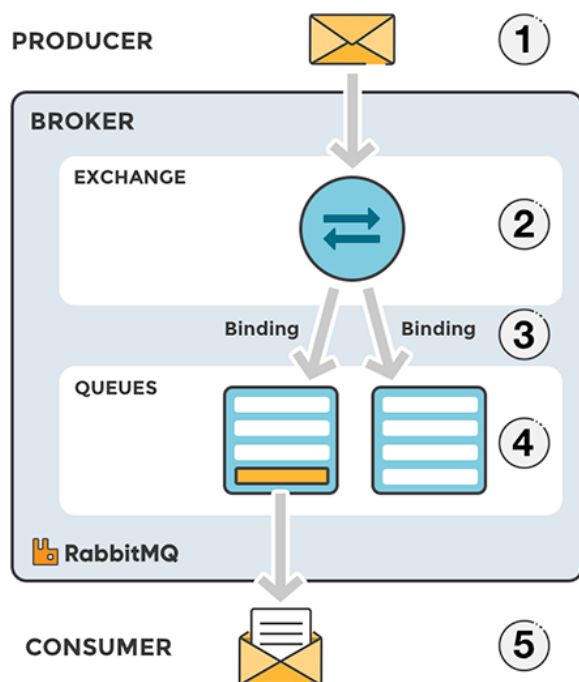 PRODUCER 1
BROKER
EXCHANGE
2
Binding Binding 3
QUEUES
4
RabbitMQ
CONSUMER 5